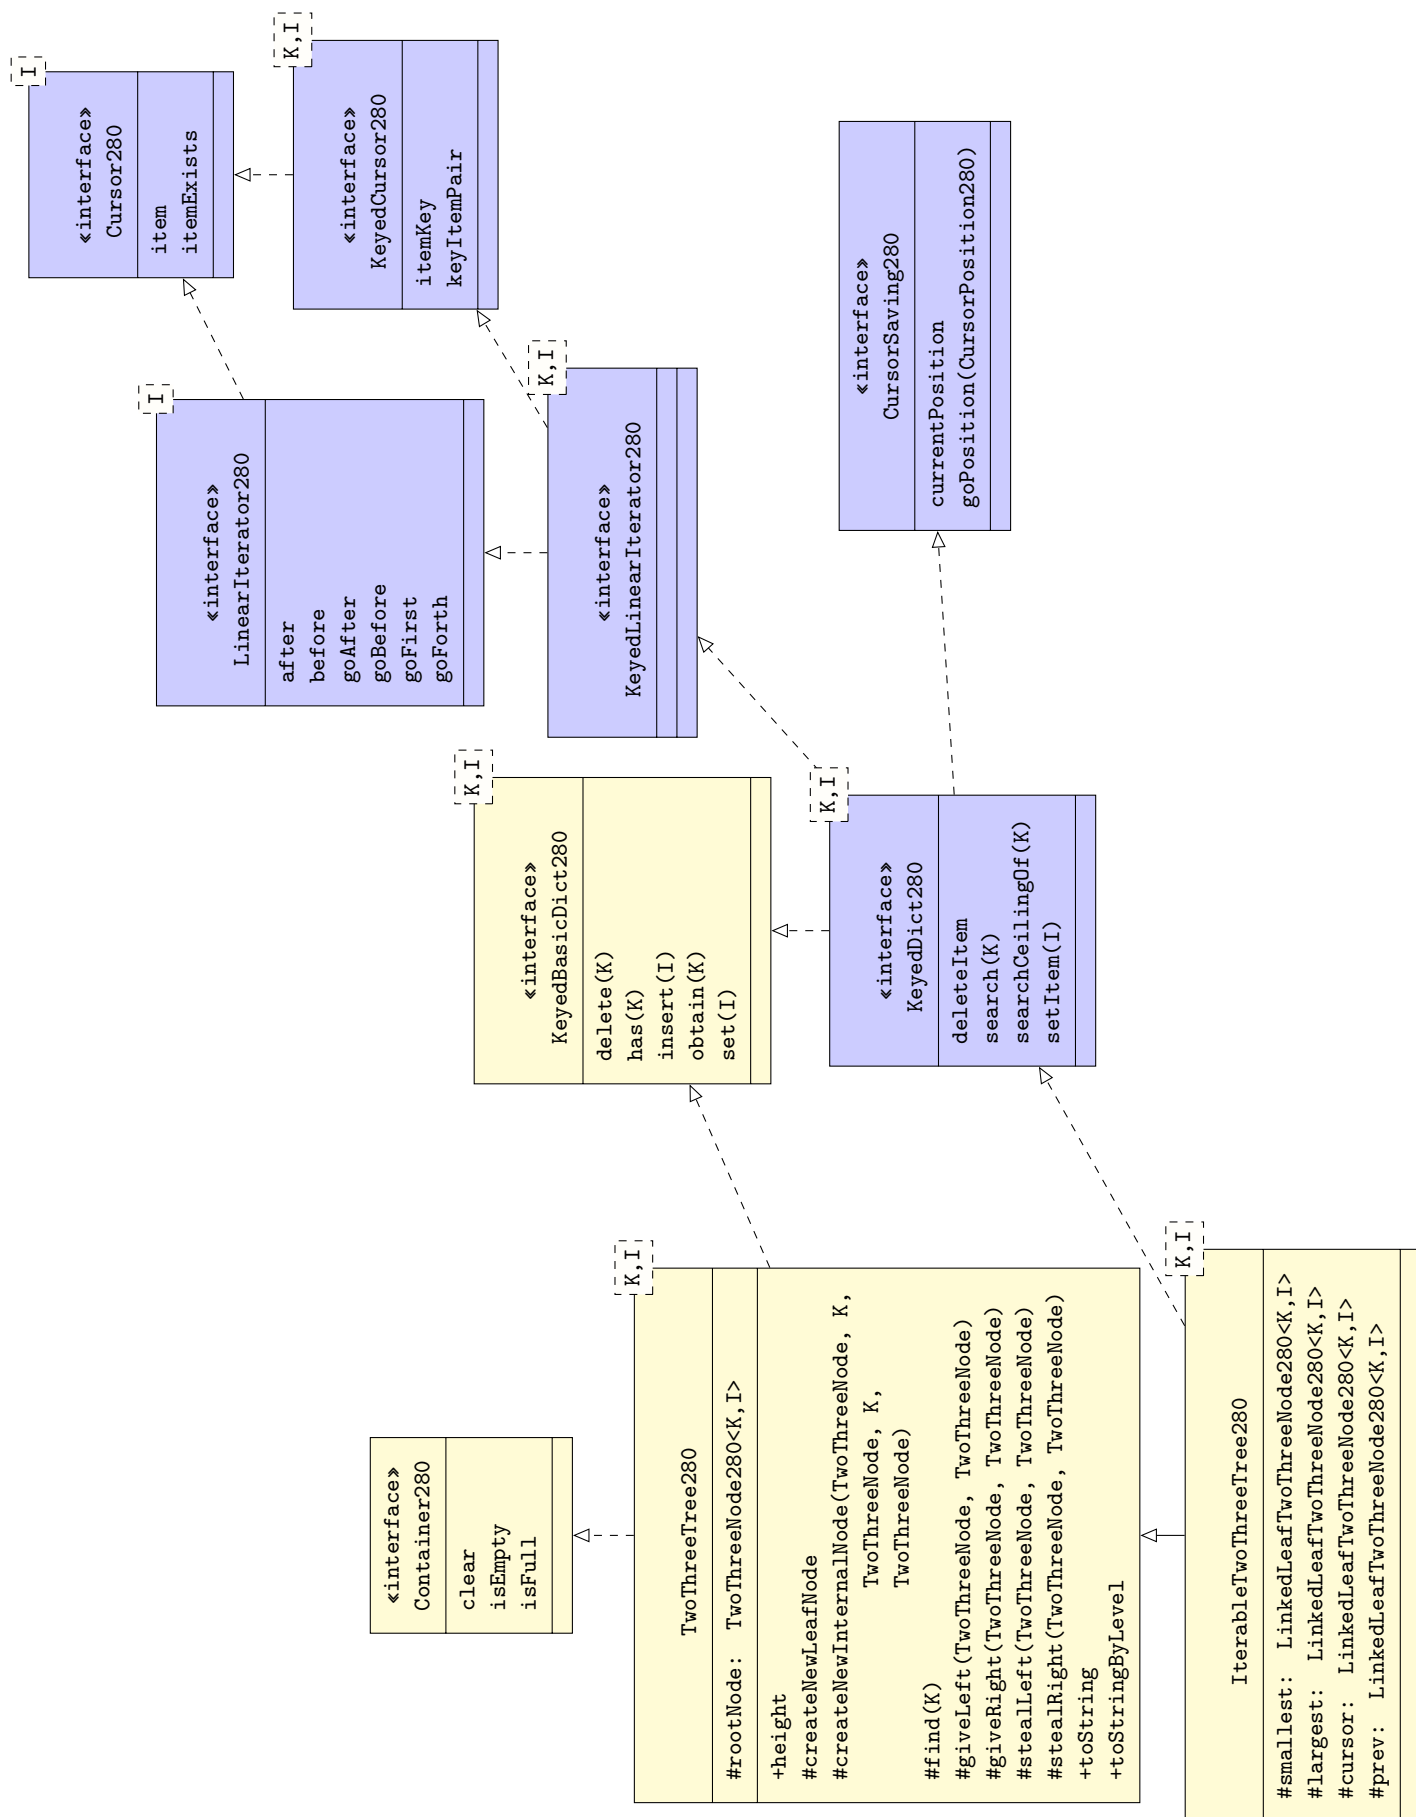 «interface»
Container280
clear
isEmpty
isFull
K,I
TwoThreeTree280
#rootNode: TwoThreeNode280<K,I>
+height
#createNewLeafNode
#createNewInternalNode(TwoThreeNode, K,
TwoThreeNode, K,
TwoThreeNode)
#find(K)
#giveLeft(TwoThreeNode, TwoThreeNode)
#giveRight(TwoThreeNode, TwoThreeNode)
#stealLeft(TwoThreeNode, TwoThreeNode)
#stealRight(TwoThreeNode, TwoThreeNode)
+toString
+toStringByLevel
K,I
IterableTwoThreeTree280
#smallest: LinkedLeafTwoThreeNode280<K,I>
#largest: LinkedLeafTwoThreeNode280<K,I>
#cursor: LinkedLeafTwoThreeNode280<K,I>
#prev: LinkedLeafTwoThreeNode280<K,I>
K,I
«interface»
KeyedBasicDict280
delete(K)
has(K)
insert(I)
obtain(K)
set(I)
K,I
«interface»
KeyedDict280
deleteItem
search(K)
searchCeilingOf(K)
setItem(I)
I
«interface»
LinearIterator280
after
before
goAfter
goBefore
goFirst
goForth
K,I
«interface»
KeyedLinearIterator280
«interface»
CursorSaving280
currentPosition
goPosition(CursorPosition280)
I
«interface»
Cursor280
item
itemExists
K,I
«interface»
KeyedCursor280
itemKey
keyItemPair